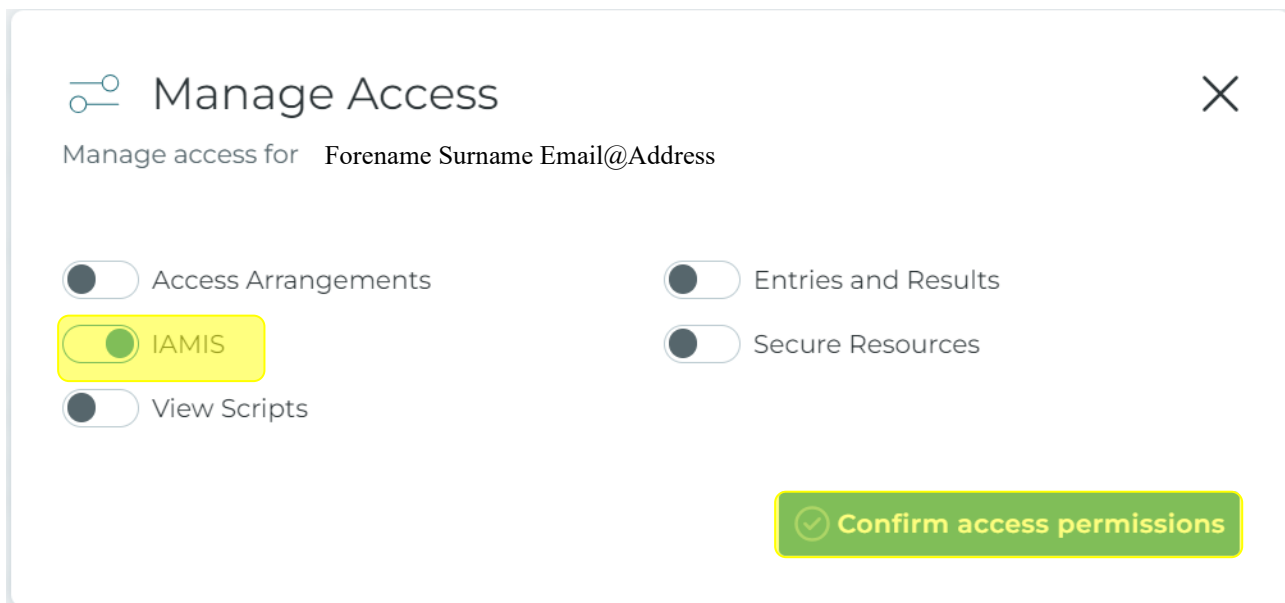 Manage Access
Manage access for Forename Surname Email@Address
Access Arrangements
Entries and Results
IAMIS
Secure Resources
View Scripts
Confirm access permissions